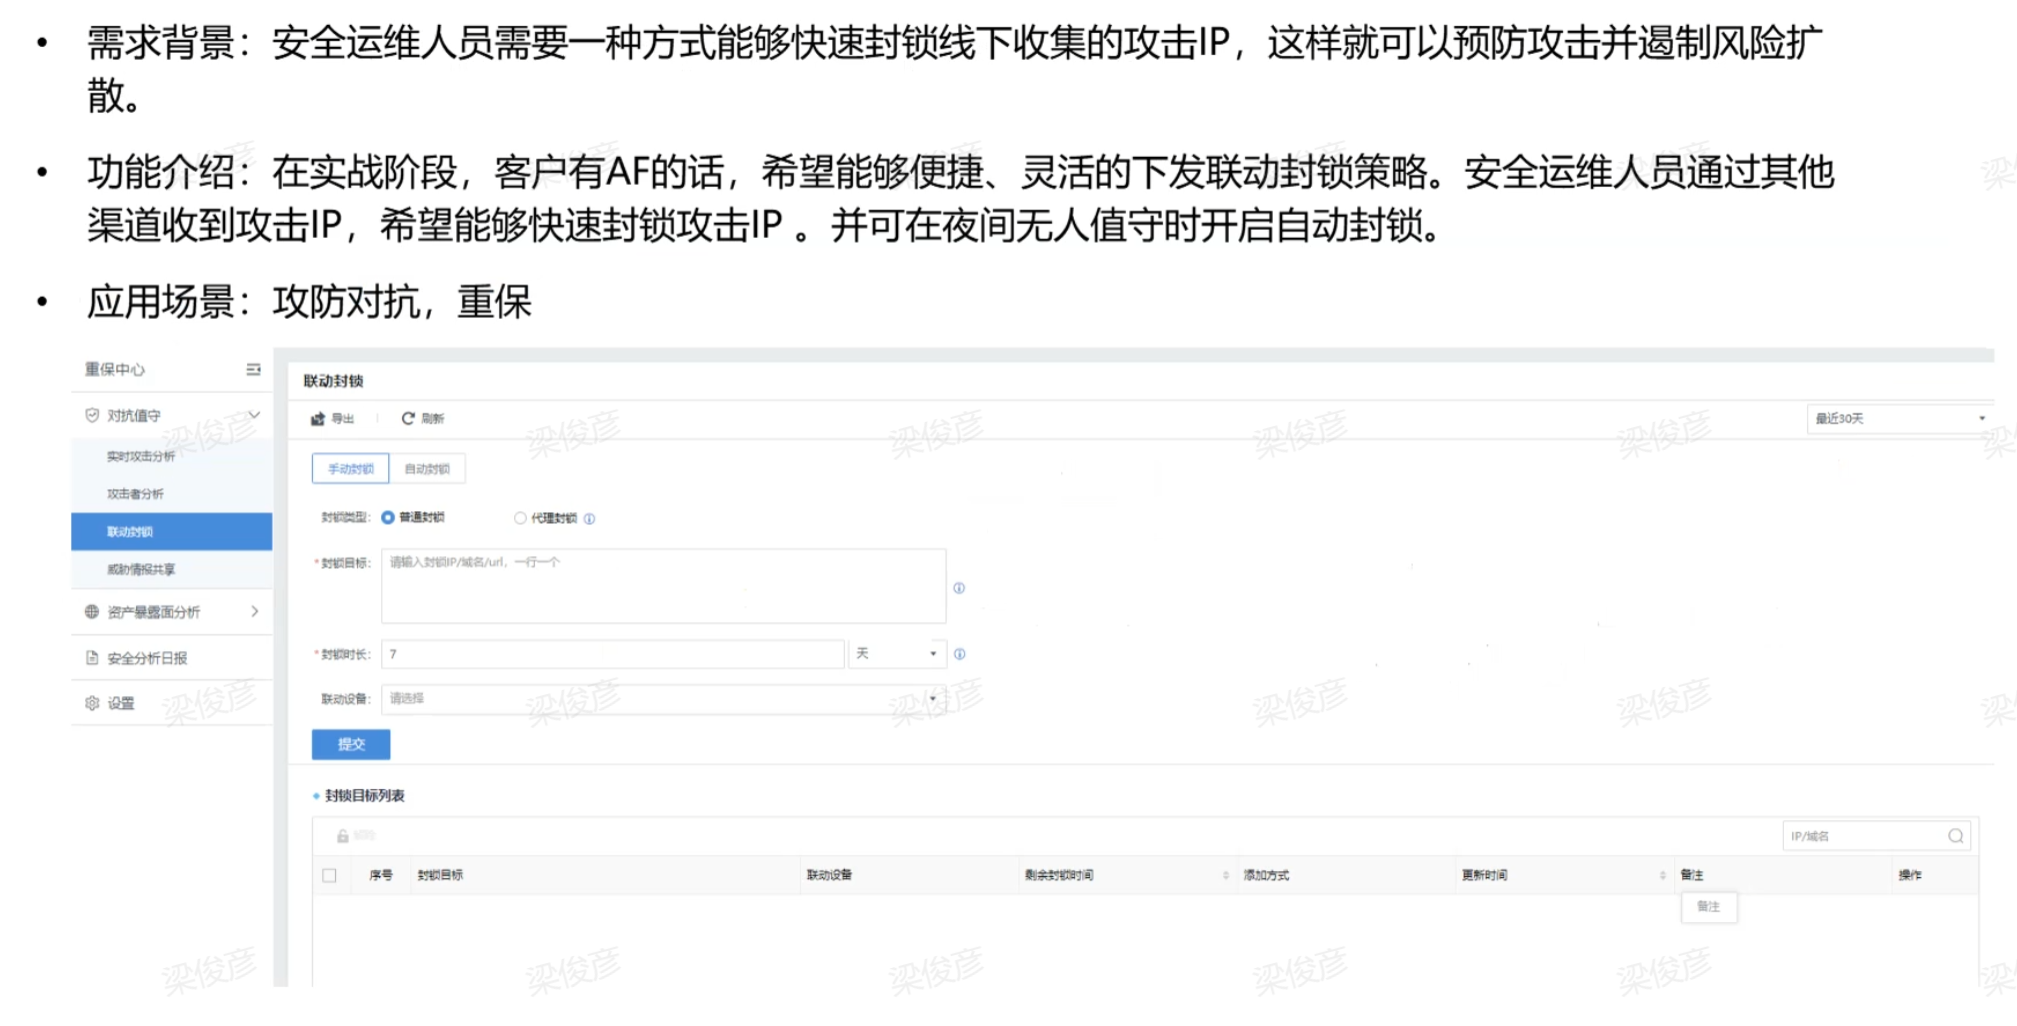 • 需求背景：安全运维人员需要一种方式能够快速封锁线下收集的攻击IP，这样就可以预防攻击并遏制风险扩
散。
• 功能介绍：在实战阶段，客户有AF的话，希望能够便捷、灵活的下发联动封锁策略。安全运维人员通过其他
渠道收到攻击IP，希望能够快速封锁攻击IP 。并可在夜间无人值守时开启自动封锁。
• 应用场景：攻防对抗，重保
重保中心
联动封锁
对抗值守
导出 刷新 最近30天
实时攻击分析
手动封锁 自动封锁
攻击者分析
封锁类型： 普通封锁 代理封锁
联动封锁
*封锁目标： 请输入封锁IP/域名/url，一行一个
威胁情报共享
资产暴露面分析
*封锁时长： 7 天
安全分析日报
联动设备： 请选择
设置
提交
封锁目标列表
IP/域名
序号 封锁目标 联动设备 剩余封锁时间 添加方式 更新时间 备注 操作
备注
梁俊彦